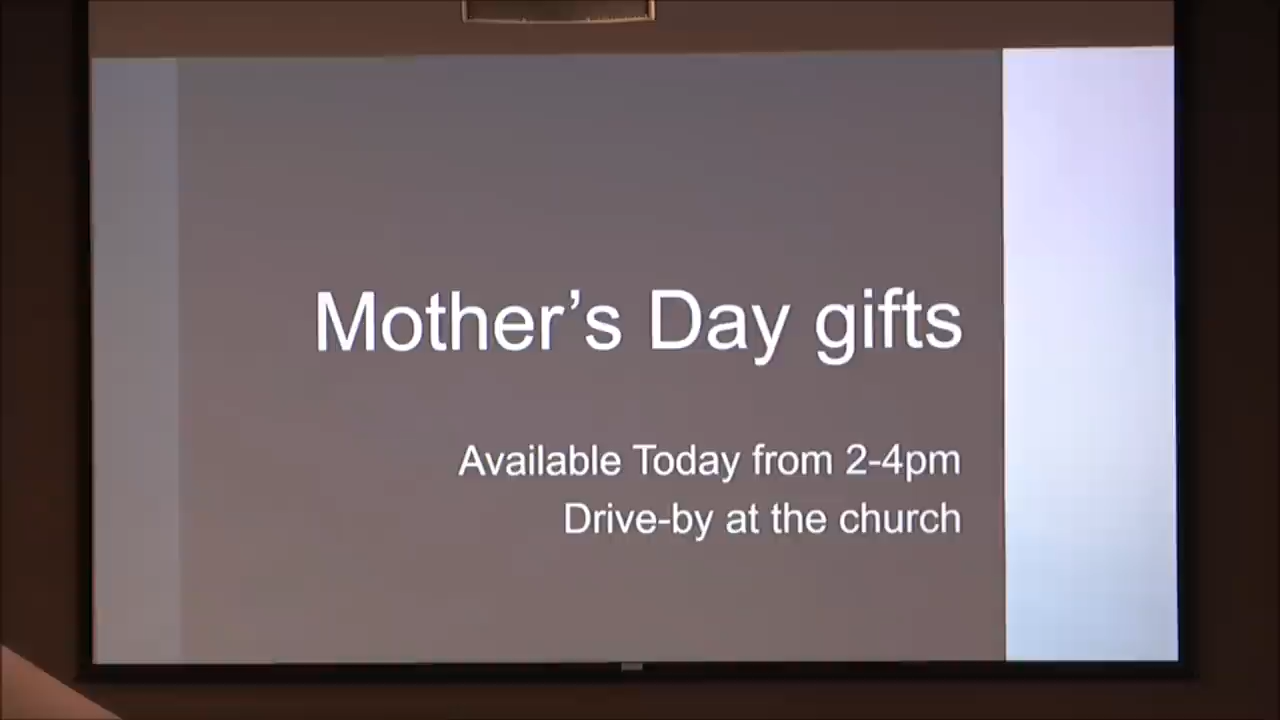 Mother’s Day gifts
Available Today from 2-4pm
Drive-by at the church